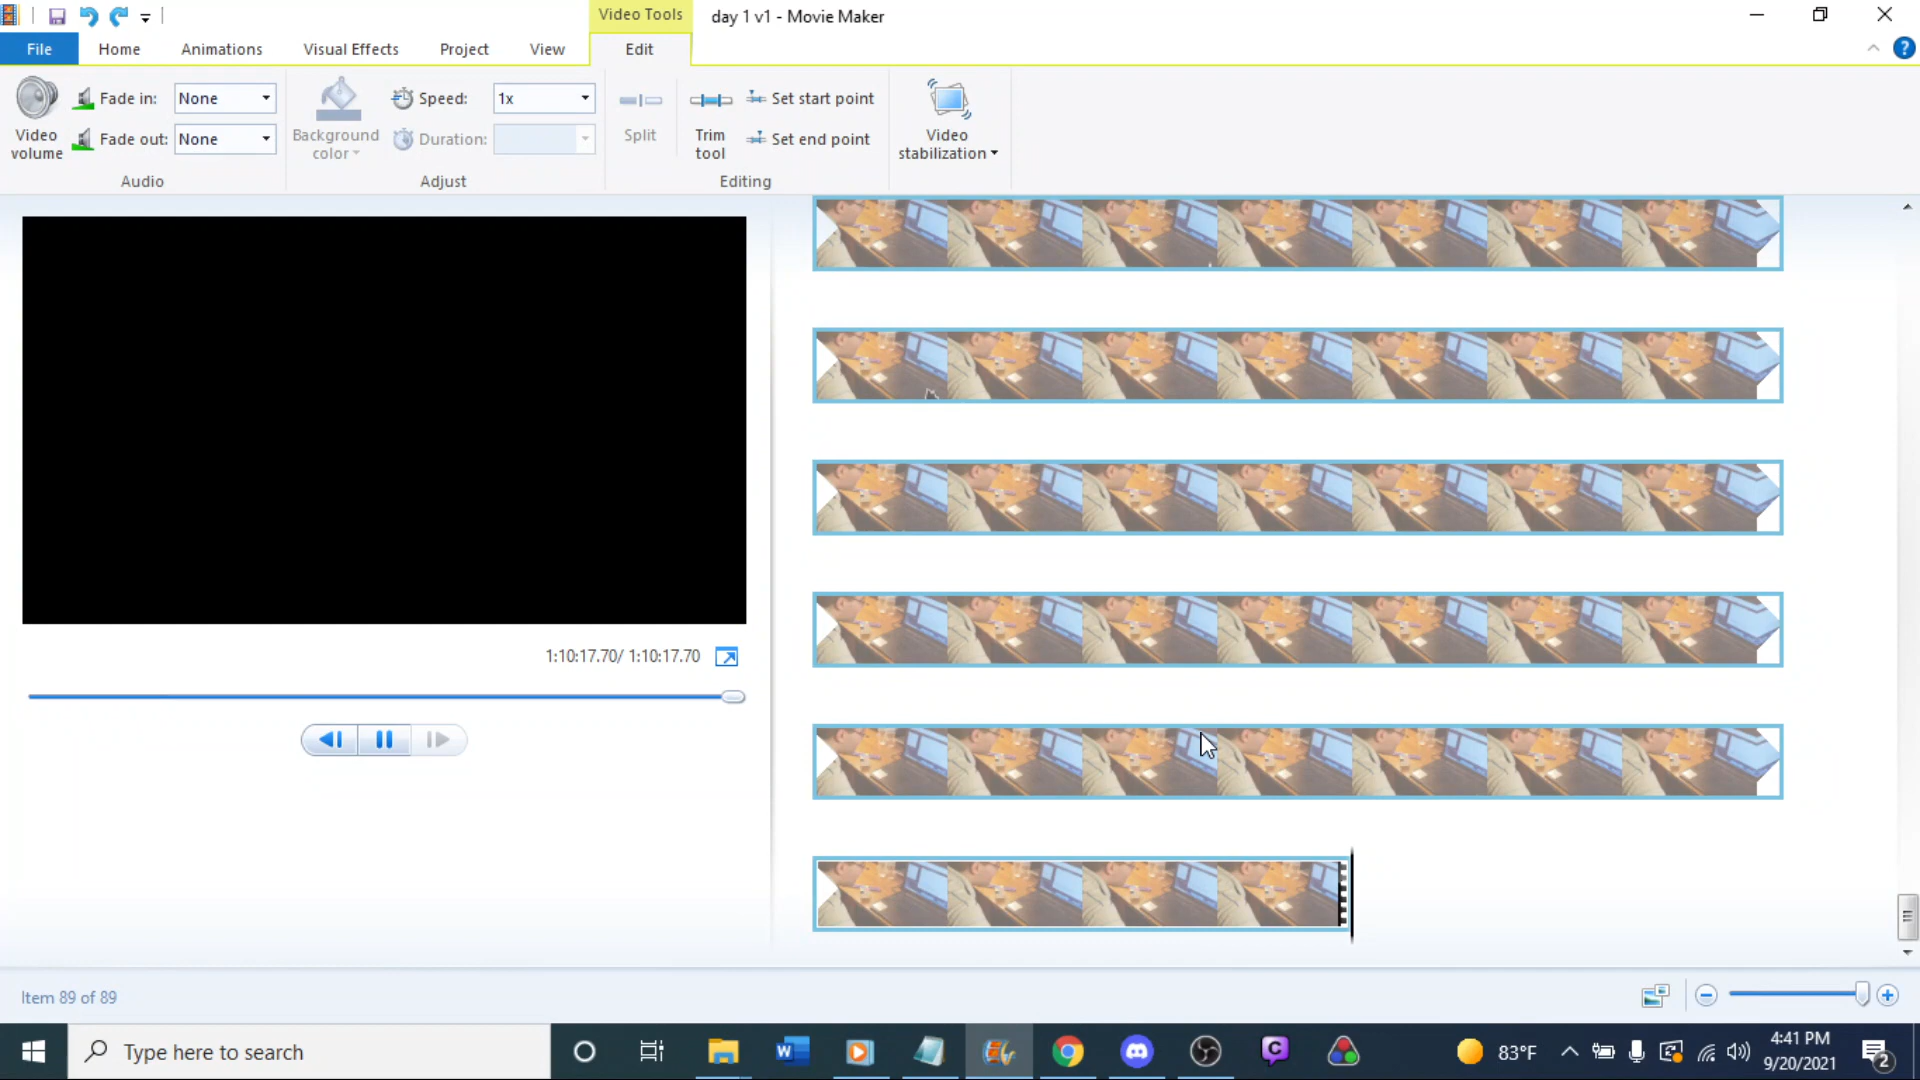 Video Tools
day 1 v1 - Movie Maker
File
Home
Animations
Visual Effects
Project
View
Edit
Video
volume
Fade in:
None
Fade out:
None
Audio
Background
color
Speed:
1x
Duration:
Adjust
Split
Trim
tool
Set start point
Set end point
Editing
Video
stabilization
1:10:17.70/ 1:10:17.70
Item 89 of 89
Type here to search
83°F
4:41 PM
9/20/2021
2